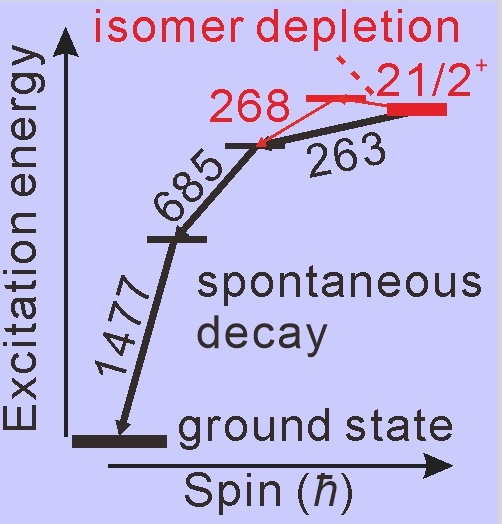 isomer depletion
21/2⁺
268
263
685
1477
spontaneous
decay
ground state
Excitation energy
Spin (ℏ)